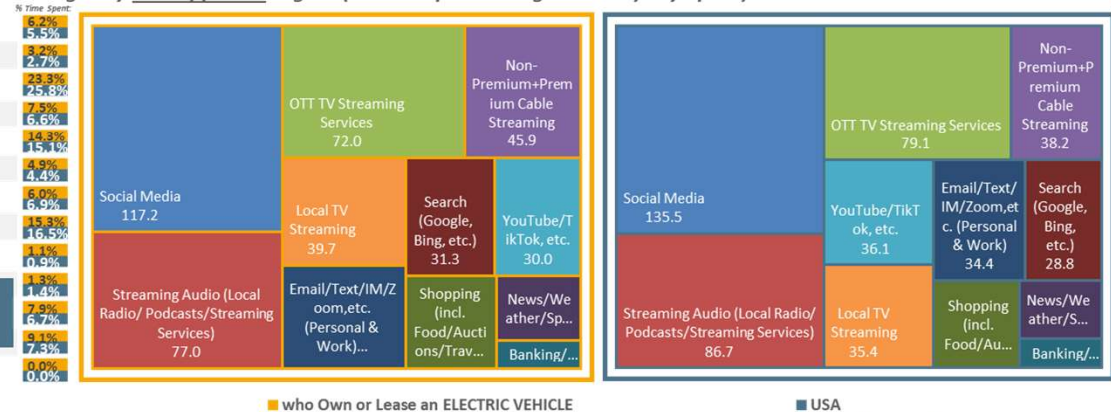 % Time Spent:
6.2%
5.5%
3.2%
2.7%
23.3%
25.8%
7.5%
6.6%
14.3%
15.1%
4.9%
4.4%
6.0%
6.9%
15.3%
16.5%
1.1%
0.9%
1.3%
1.4%
7.9%
6.7%
9.1%
7.3%
0.0%
0.0%
Social Media
117.2
Streaming Audio (Local
Radio/ Podcasts/Streaming
Services)
77.0
OTT TV Streaming
Services
72.0
Non-
Premium+Prem
ium Cable
Streaming
45.9
Local TV
Streaming
39.7
Search
(Google,
Bing, etc.)
31.3
YouTube/T
ikTok, etc.
30.0
Email/Text/IM/Z
oom,etc.
(Personal &
Work)...
Shopping
(incl.
Food/Aucti
ons/Trav...
News/We
ather/Sp...
Banking/...
Social Media
135.5
Streaming Audio (Local Radio/
Podcasts/Streaming Services)
86.7
OTT TV Streaming Services
79.1
Non-
Premium+P
remium
Cable
Streaming
38.2
YouTube/TikT
ok, etc.
36.1
Email/Text/
IM/Zoom,et
c. (Personal
& Work)
34.4
Search
(Google,
Bing,
etc.)
28.8
Local TV
Streaming
35.4
Shopping
(incl.
Food/Au...
News/We
ather/S...
Banking/...
who Own or Lease an ELECTRIC VEHICLE
USA